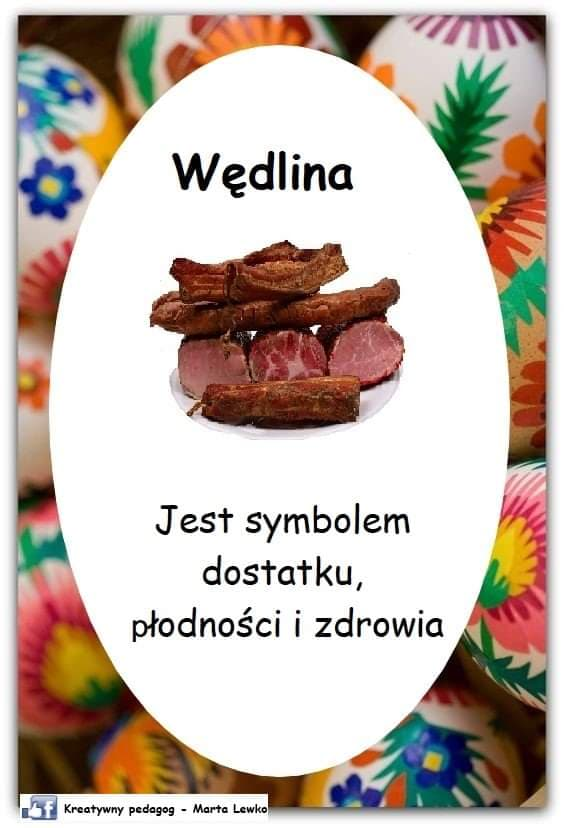 Wędlina
Jest symbolem
dostatku,
płodności i zdrowia
Kreatywny pedagog - Marta Lewko